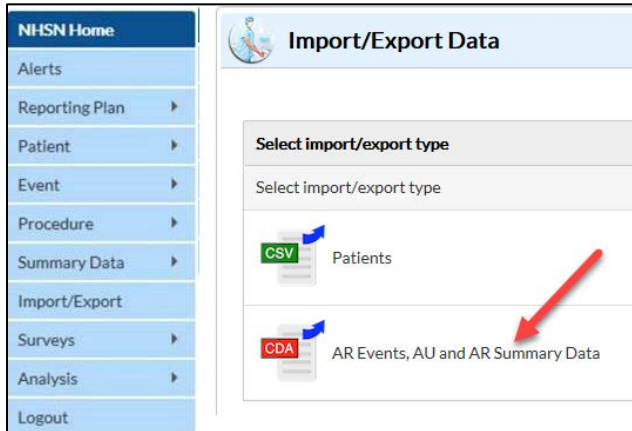 NHSN Home
Alerts
Reporting Plan
Patient
Event
Procedure
Summary Data
Import/Export
Surveys
Analysis
Logout
Import/Export Data
Select import/export type
Select import/export type
CSV Patients
CDA AR Events, AU and AR Summary Data